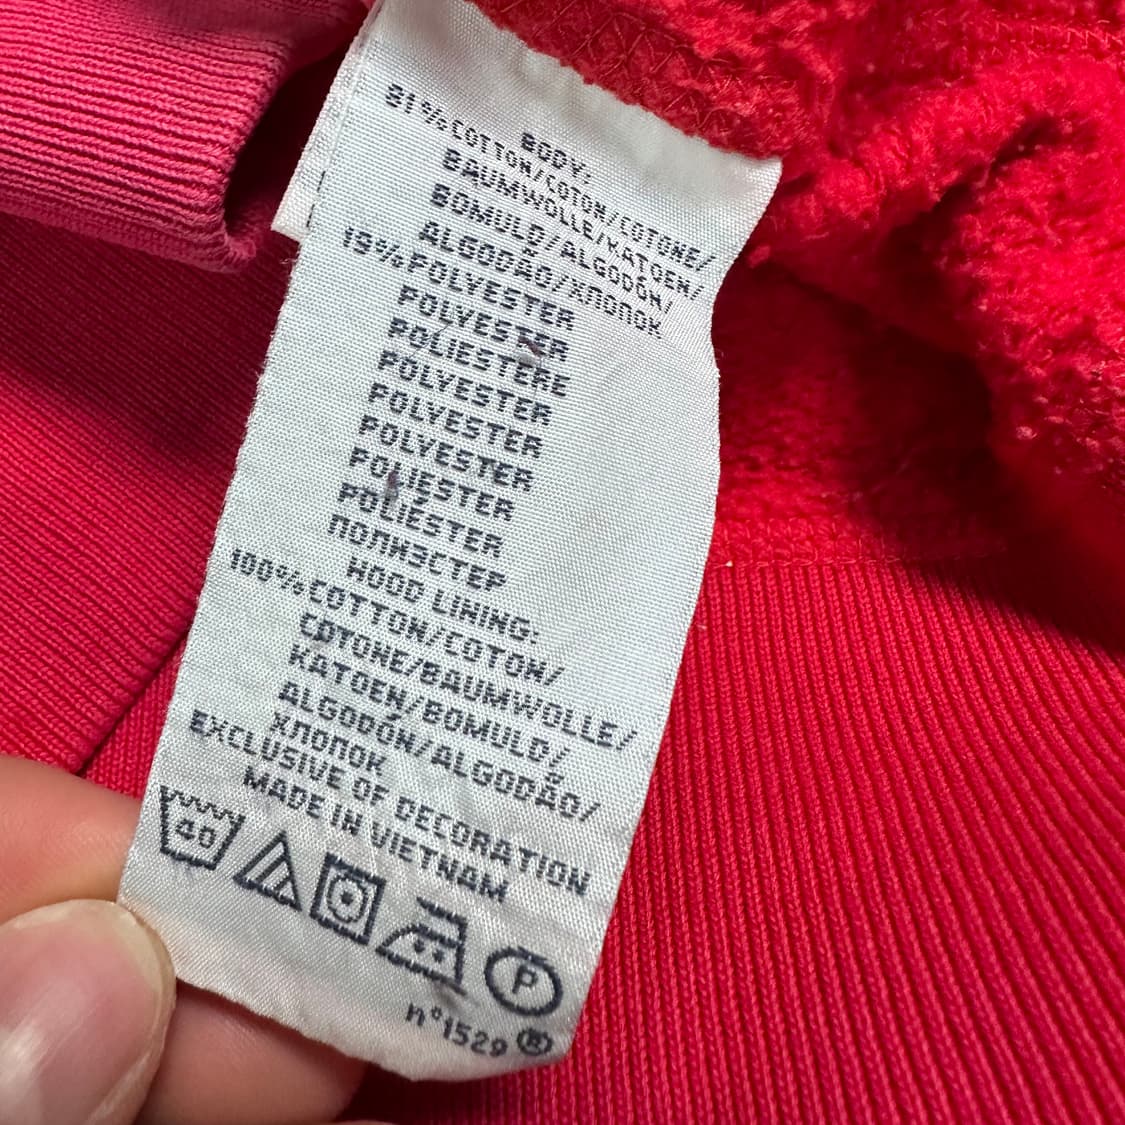 BODY:
81%COTTON/COTON/COTONE/
BAUMWOLLE/KATOEN/
BOMULD/ALGODÓN/
ALGODÃO/ХЛОПОК
19%POLYESTER
POLYESTER
POLIESTERE
POLYESTER
POLYESTER
POLYESTER
POLIÉSTER
POLIÉSTER
ПОЛИЭСТЕР
HOOD LINING:
100%COTTON/COTON/
COTONE/BAUMWOLLE/
KATOEN/BOMULD/
ALGODÓN/ALGODÃO/
ХЛОПОК
EXCLUSIVE OF DECORATION
MADE IN VIETNAM
40
P
n°1529 ®